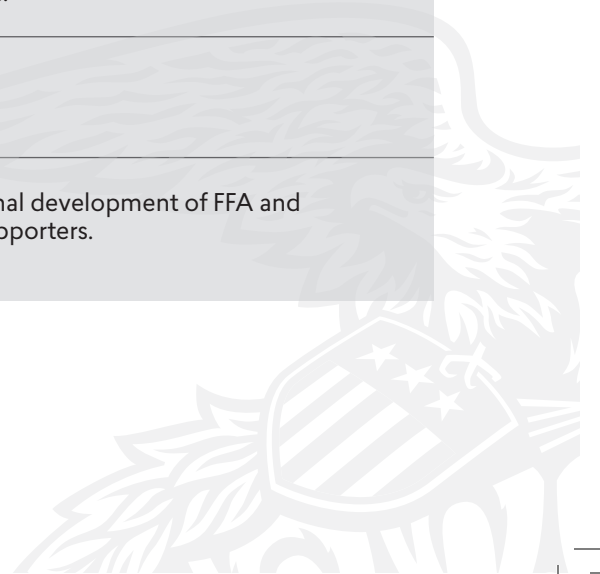 nal development of FFA and
pporters.